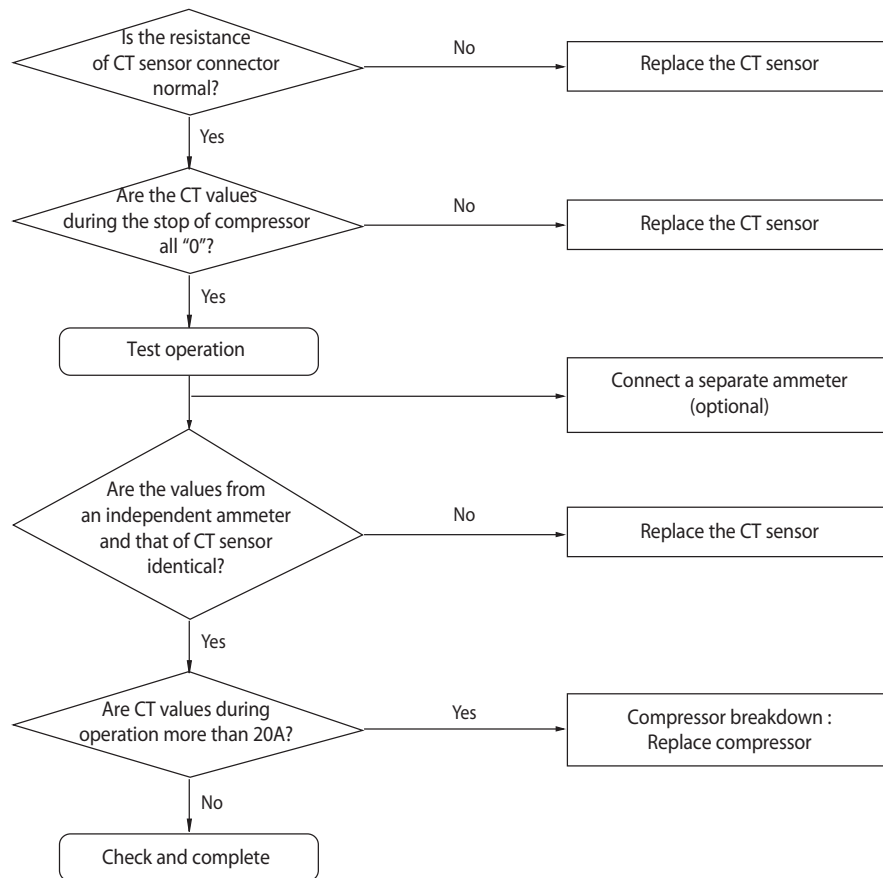 Is the resistance
of CT sensor connector
normal?
No
Replace the CT sensor
Yes
Are the CT values
during the stop of compressor
all “0”?
No
Replace the CT sensor
Yes
Test operation
Connect a separate ammeter
(optional)
Are the values from
an independent ammeter
and that of CT sensor
identical?
No
Replace the CT sensor
Yes
Are CT values during
operation more than 20A?
Yes
Compressor breakdown :
Replace compressor
No
Check and complete